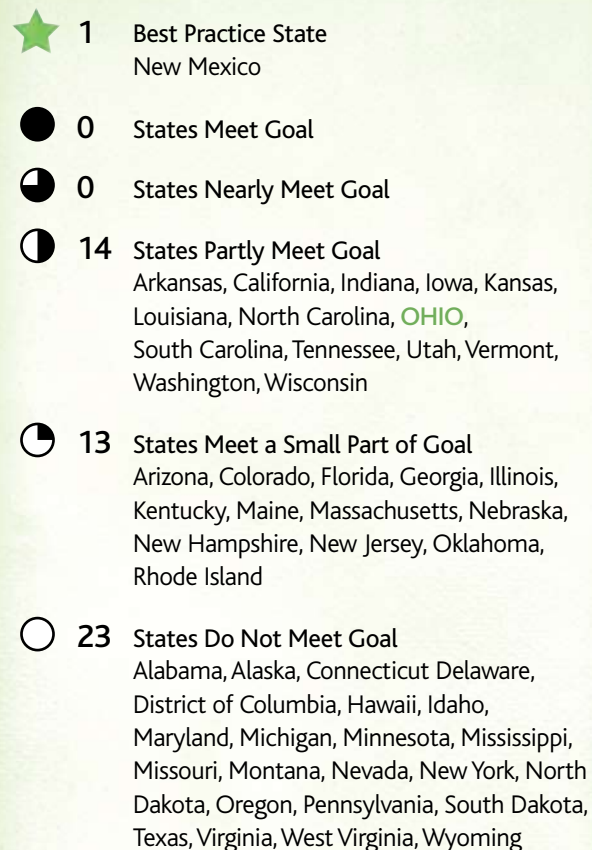 1 Best Practice State
New Mexico
0 States Meet Goal
0 States Nearly Meet Goal
14 States Partly Meet Goal
Arkansas, California, Indiana, Iowa, Kansas,
Louisiana, North Carolina, OHIO,
South Carolina, Tennessee, Utah, Vermont,
Washington, Wisconsin
13 States Meet a Small Part of Goal
Arizona, Colorado, Florida, Georgia, Illinois,
Kentucky, Maine, Massachusetts, Nebraska,
New Hampshire, New Jersey, Oklahoma,
Rhode Island
23 States Do Not Meet Goal
Alabama, Alaska, Connecticut Delaware,
District of Columbia, Hawaii, Idaho,
Maryland, Michigan, Minnesota, Mississippi,
Missouri, Montana, Nevada, New York, North
Dakota, Oregon, Pennsylvania, South Dakota,
Texas, Virginia, West Virginia, Wyoming